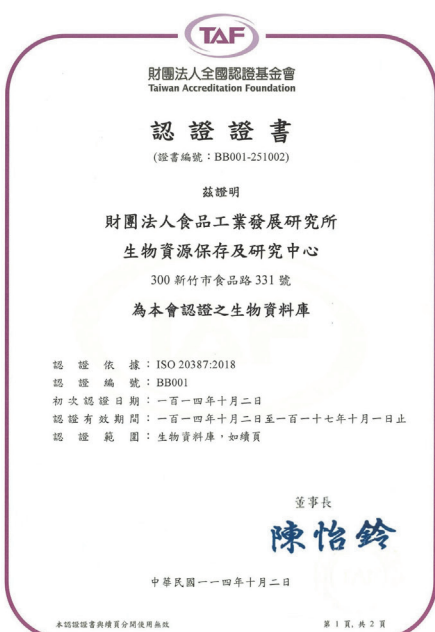 TAF
財團法人全國認證基金會
Taiwan Accreditation Foundation
認證證書
(證書編號：BB001-251002)
茲證明
財團法人食品工業發展研究所
生物資源保存及研究中心
300 新竹市食品路 331 號
為本會認證之生物資料庫
認證依據：ISO 20387:2018
認證編號：BB001
初次認證日期：一百一四年十月二日
認證有效期間：一百一四年十月二日至一百一十七年十月一日止
認證範圍：生物資料庫，如續頁
董事長
陳怡鈴
中華民國一一四年十月二日
本認證證書與續頁分開使用無效
第 1 頁, 共 2 頁